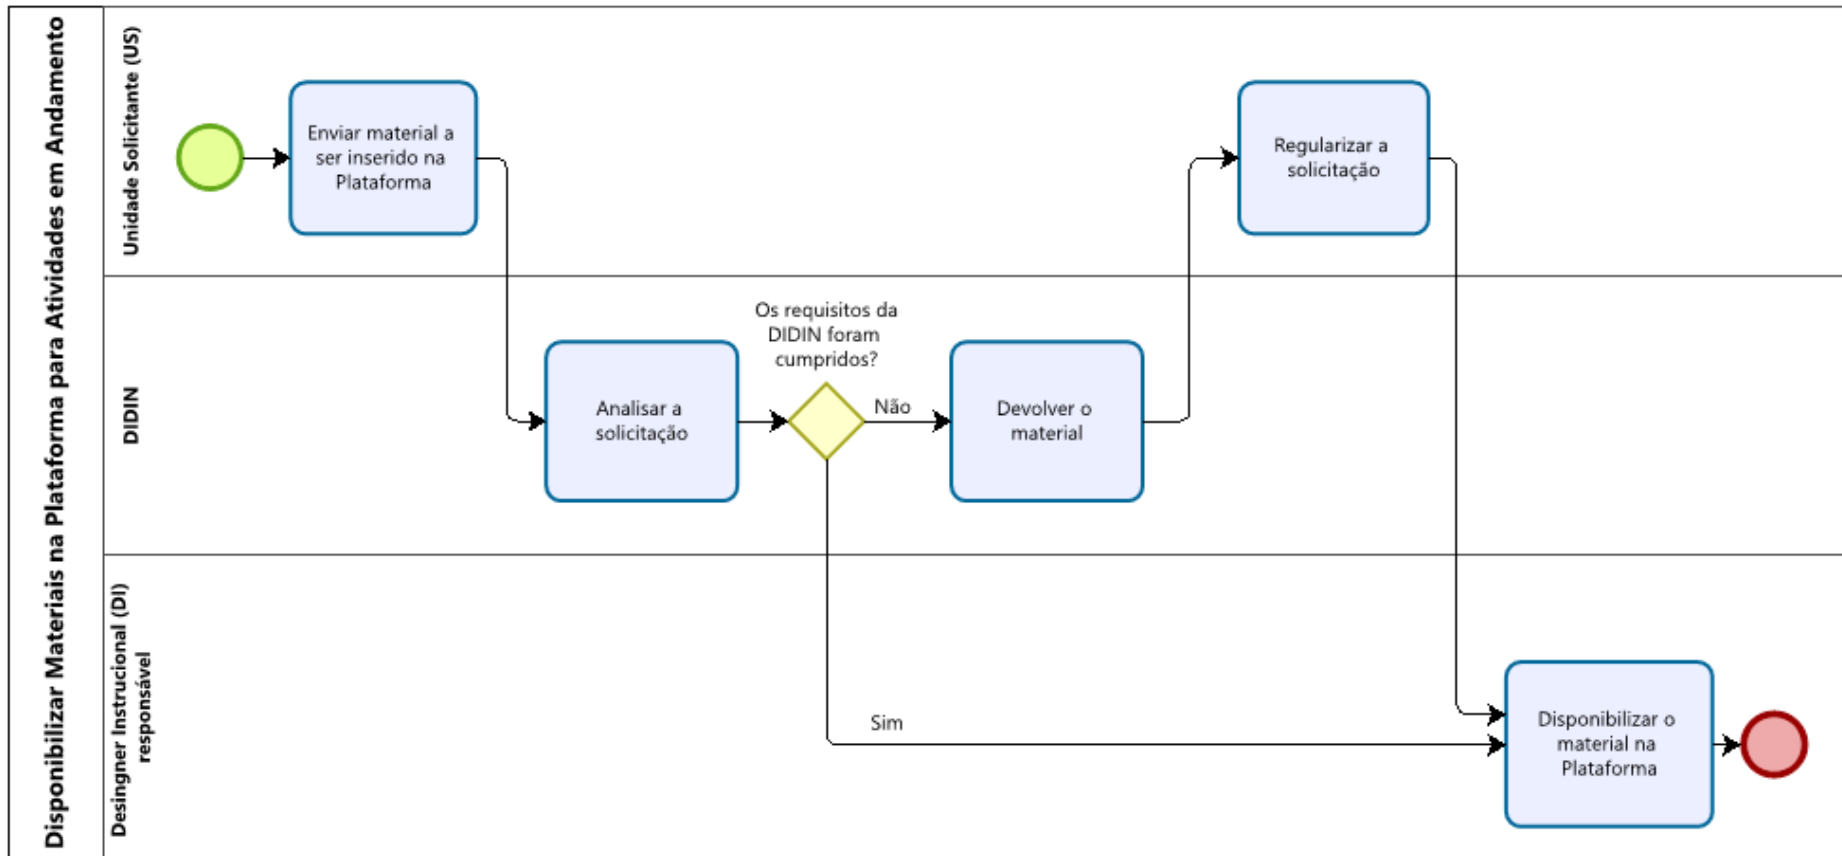 Disponibilizar Materiais na Plataforma para Atividades em Andamento
Unidade Solicitante (US)
Enviar material a
ser inserido na
Plataforma
Regularizar a
solicitação
DIDIN
Analisar a
solicitação
Os requisitos da
DIDIN foram
cumpridos?
Não
Devolver o
material
Desingner Instrucional (DI)
responsável
Sim
Disponibilizar o
material na
Plataforma